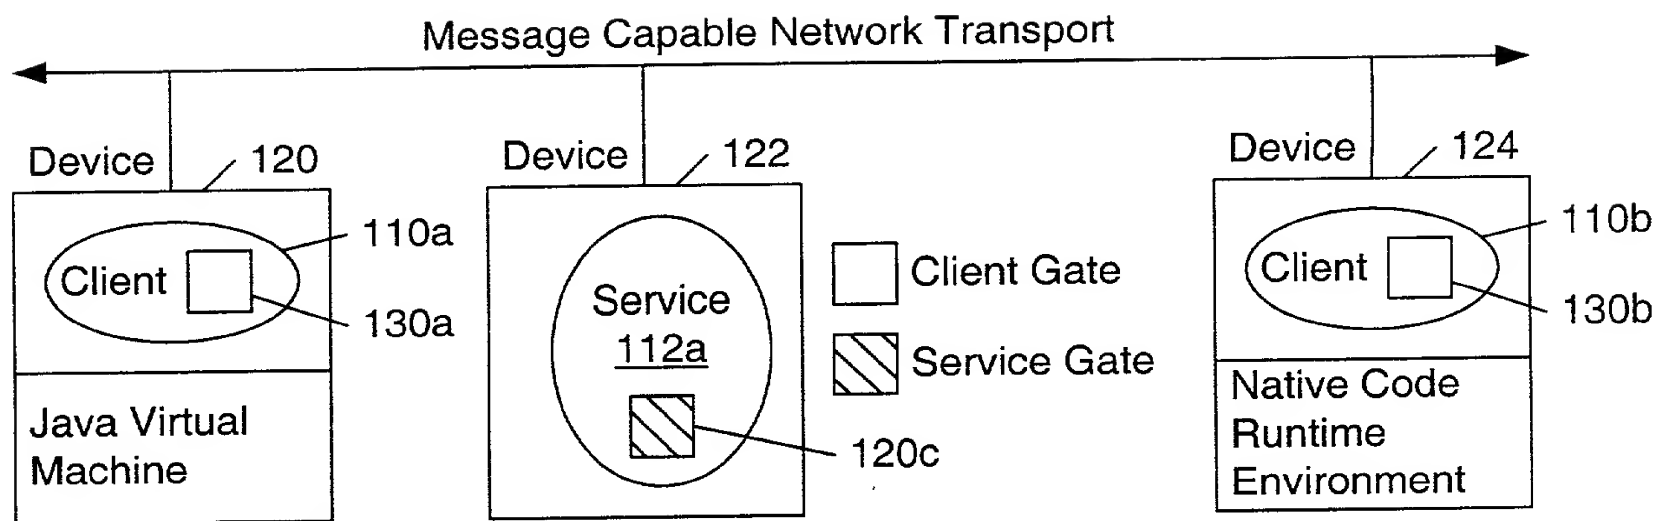 Message Capable Network Transport
Device 120
Device 122
Device 124
Client
110a
130a
Java Virtual
Machine
Service
112a
120c
Client Gate
Service Gate
Client
110b
130b
Native Code
Runtime
Environment